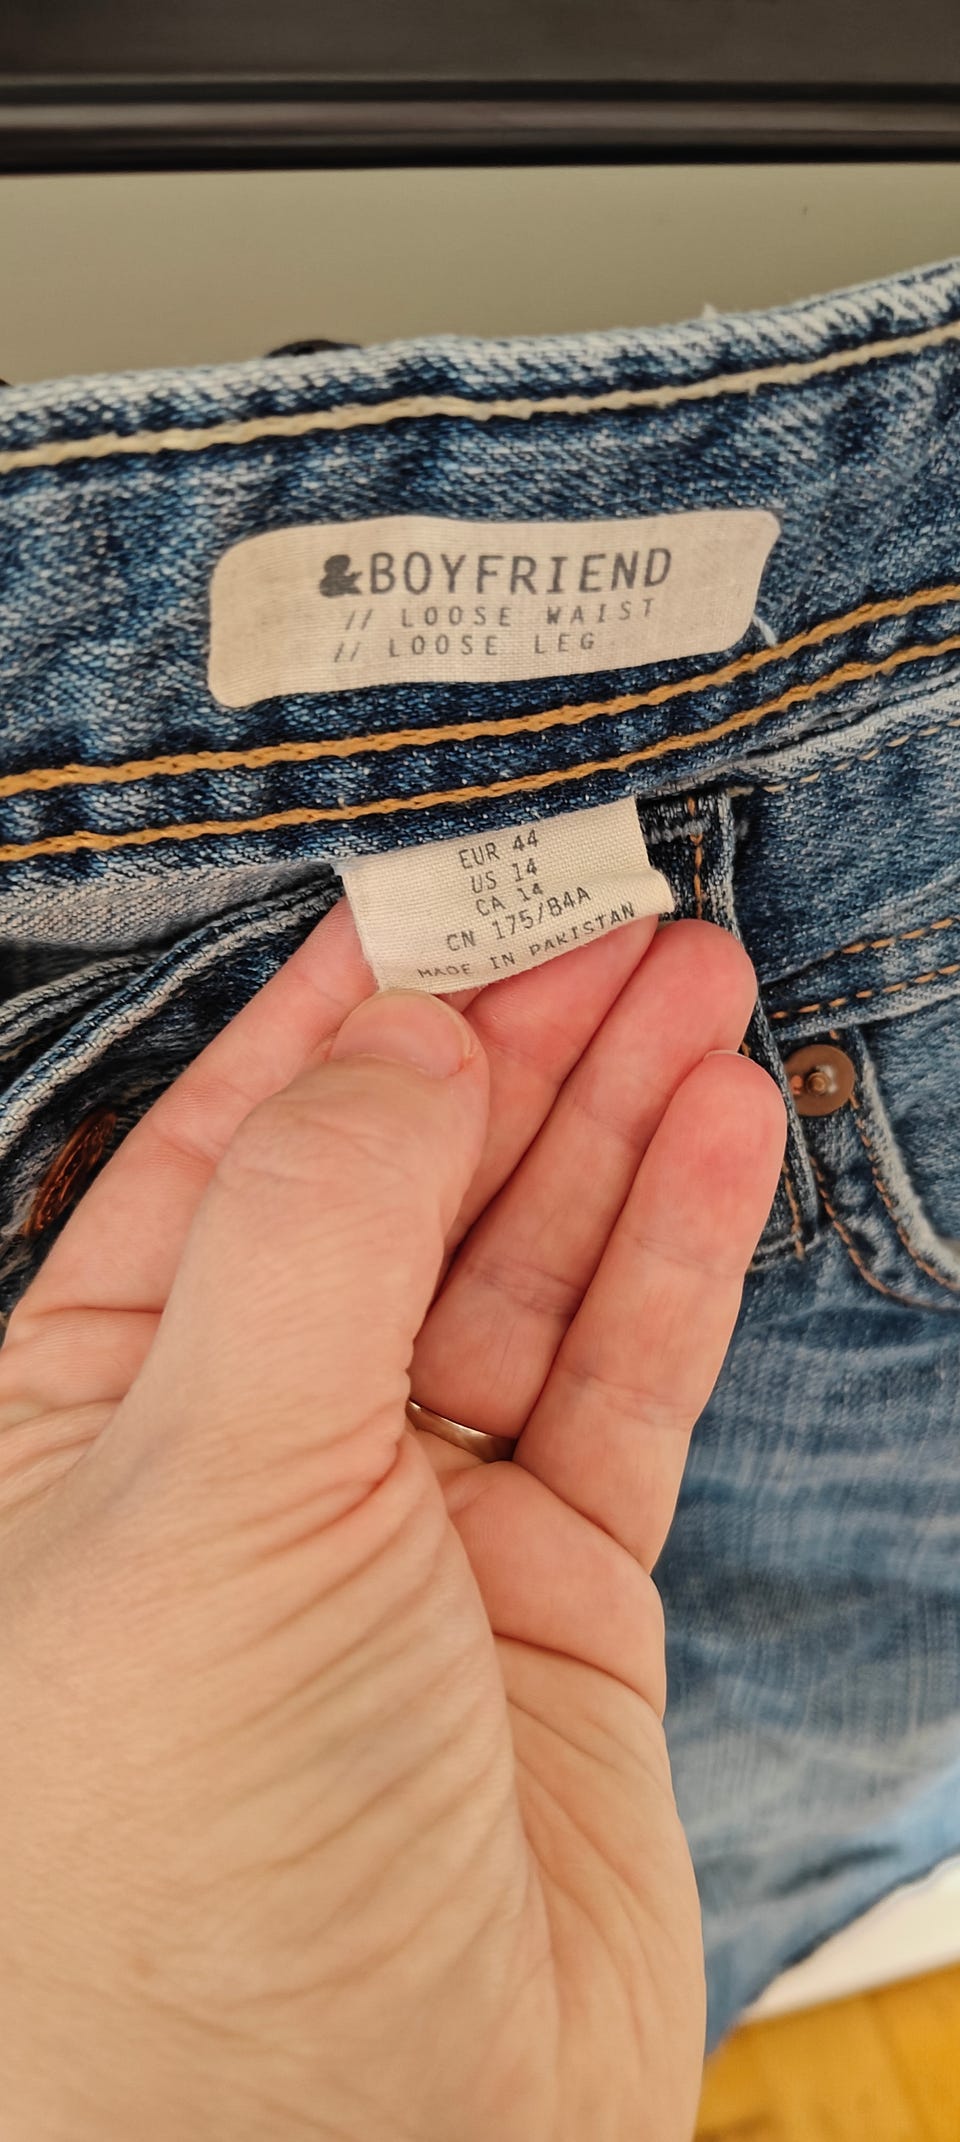 &BOYFRIEND
// LOOSE WAIST
// LOOSE LEG
EUR 44
US 14
CA 14
CN 175/84A
MADE IN PAKISTAN